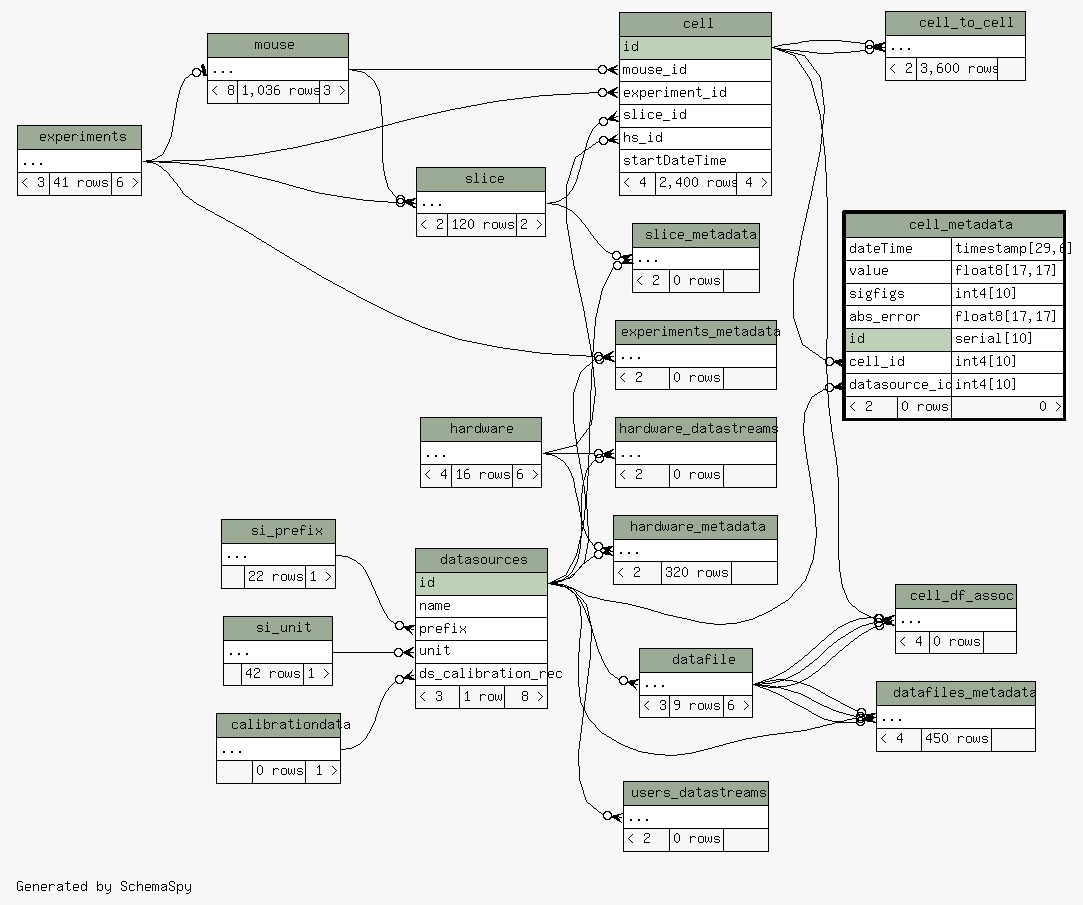 mouse
...
< 8 1,036 rows 3 >
experiments
...
< 3 41 rows 6 >
slice
...
< 2 120 rows 2 >
cell
id
mouse_id
experiment_id
slice_id
hs_id
startDateTime
< 4 2,400 rows 4 >
cell_to_cell
...
< 2 3,600 rows
slice_metadata
...
< 2 0 rows
cell_metadata
dateTime timestamp[29,6]
value float8[17,17]
sigfigs int4[10]
abs_error float8[17,17]
id serial[10]
cell_id int4[10]
datasource_id int4[10]
< 2 0 rows 0 >
experiments_metadata
...
< 2 0 rows
hardware
...
< 4 16 rows 6 >
hardware_datastreams
...
< 2 0 rows
hardware_metadata
...
< 2 320 rows
si_prefix
...
22 rows 1 >
si_unit
...
42 rows 1 >
calibrationdata
...
0 rows 1 >
datasources
id
name
prefix
unit
ds_calibration_rec
< 3 1 row 8 >
datafile
...
< 3 9 rows 6 >
cell_df_assoc
...
< 4 0 rows
datafiles_metadata
...
< 4 450 rows
users_datastreams
...
< 2 0 rows
Generated by SchemaSpy